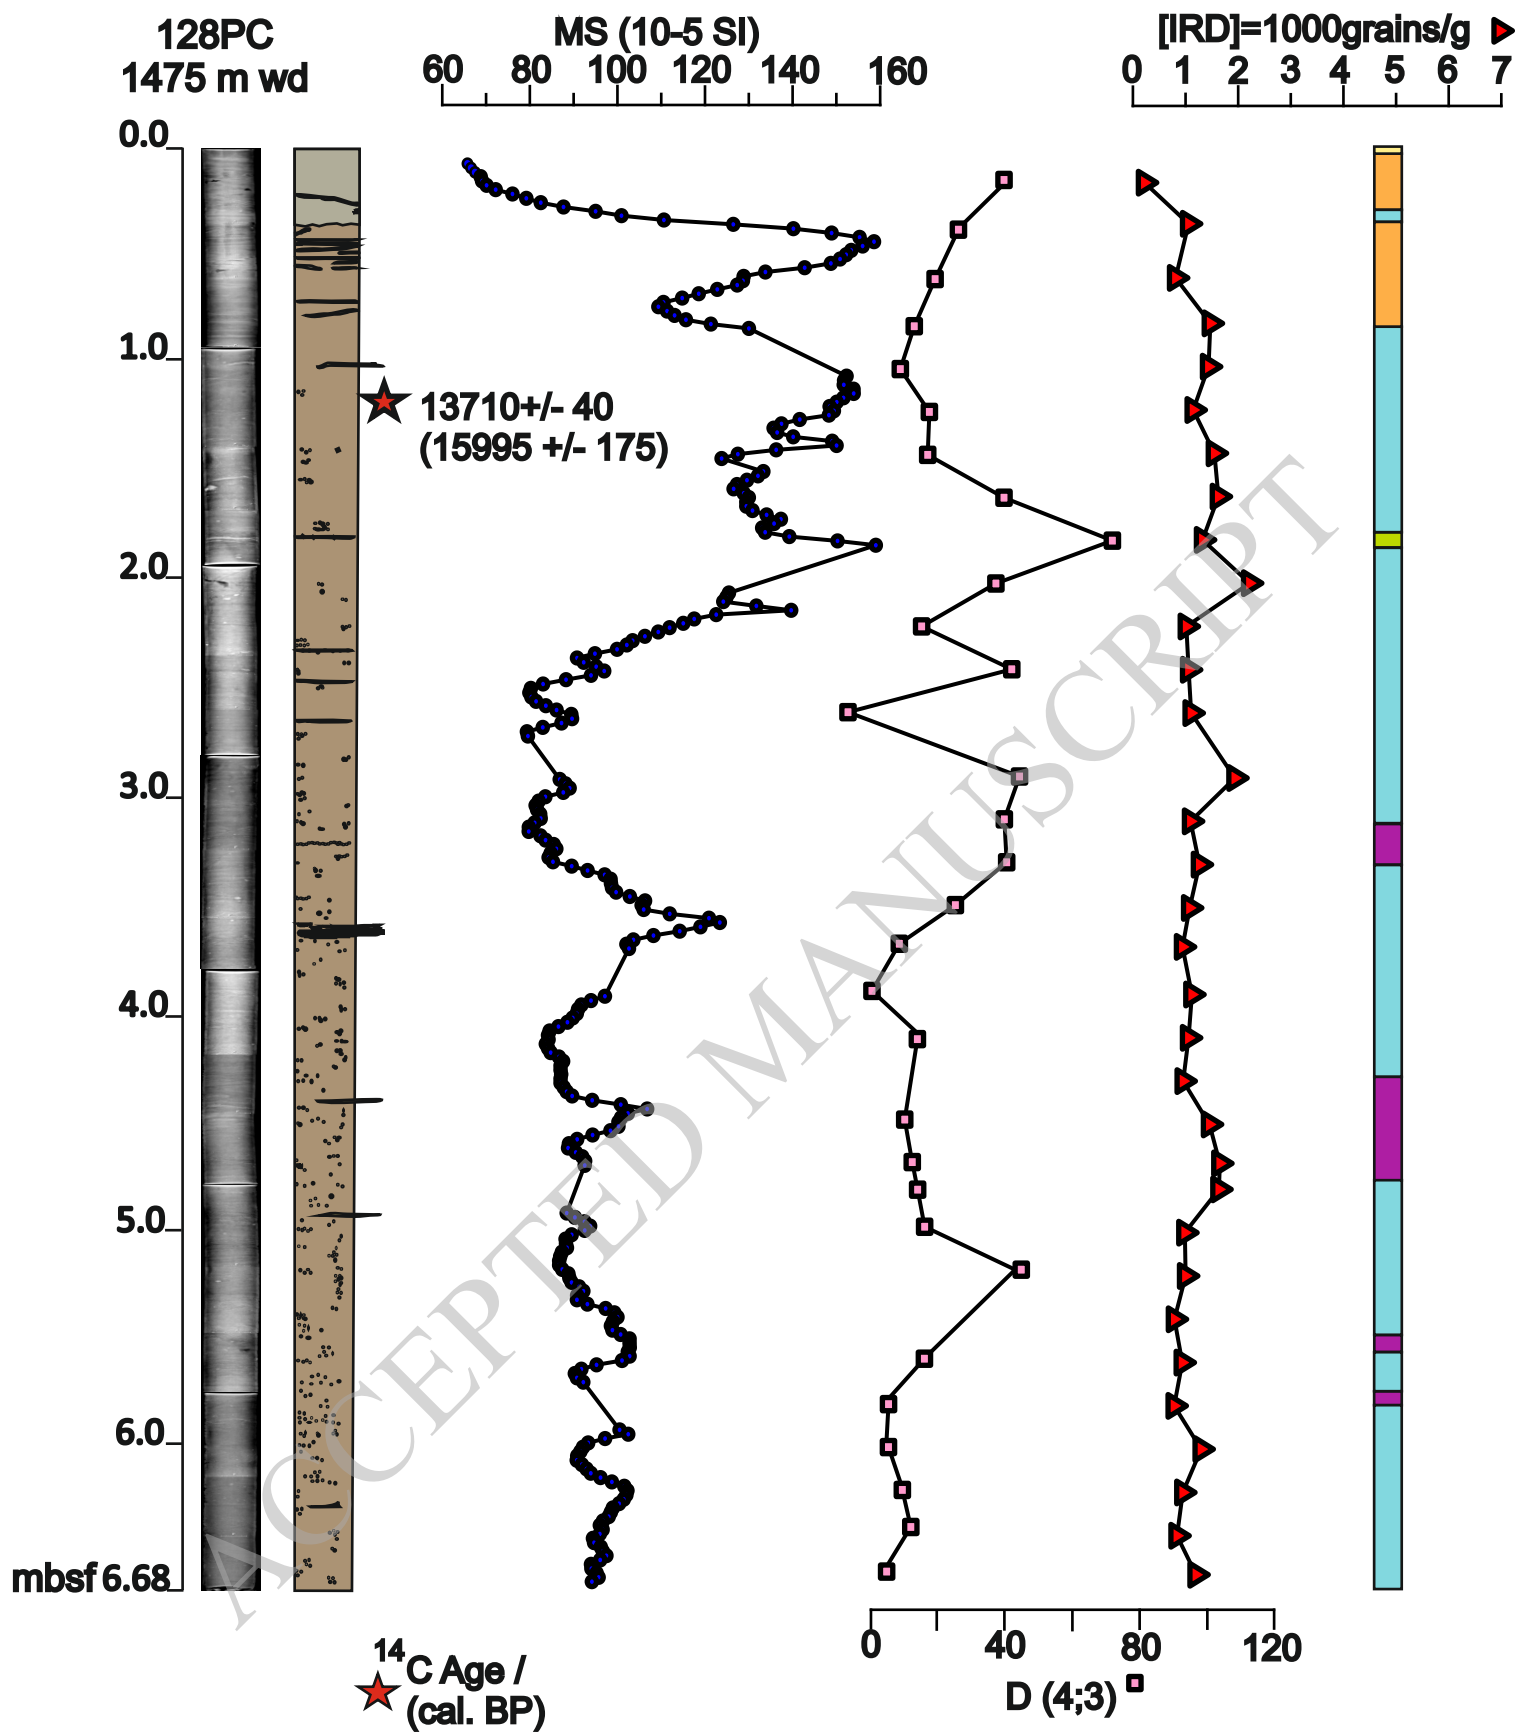 128PC
1475 m wd
MS (10-5 SI)
60 80 100 120 140 160
[IRD]=1000grains/g
0 1 2 3 4 5 6 7
0.0
1.0
13710+/- 40
(15995 +/- 175)
2.0
3.0
4.0
5.0
6.0
mbsf 6.68
ACCEPTED MANUSCRIPT
0 40 80 120
D (4;3)
14C Age /
(cal. BP)